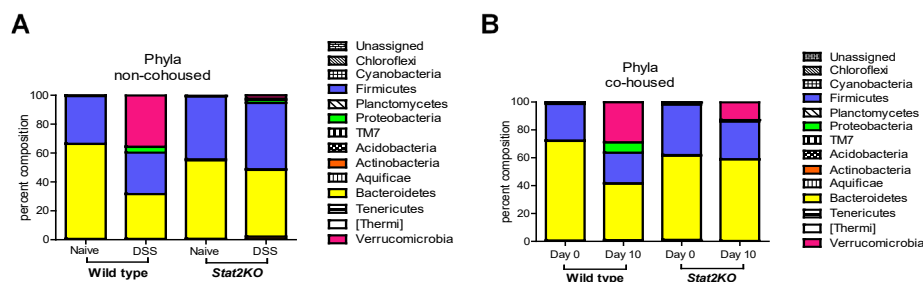 A
Phyla
non-cohoused
percent composition
100
80
60
40
20
0
Naive
DSS
Naive
DSS
Wild type
Stat2KO
Unassigned
Chloroflexi
Cyanobacteria
Firmicutes
Planctomycetes
Proteobacteria
TM7
Acidobacteria
Actinobacteria
Aquificae
Bacteroidetes
Tenericutes
[Thermi]
Verrucomicrobia
B
Phyla
co-housed
percent composition
100
80
60
40
20
0
Day 0
Day 10
Day 0
Day 10
Wild type
Stat2KO
Unassigned
Chloroflexi
Cyanobacteria
Firmicutes
Planctomycetes
Proteobacteria
TM7
Acidobacteria
Actinobacteria
Aquificae
Bacteroidetes
Tenericutes
[Thermi]
Verrucomicrobia